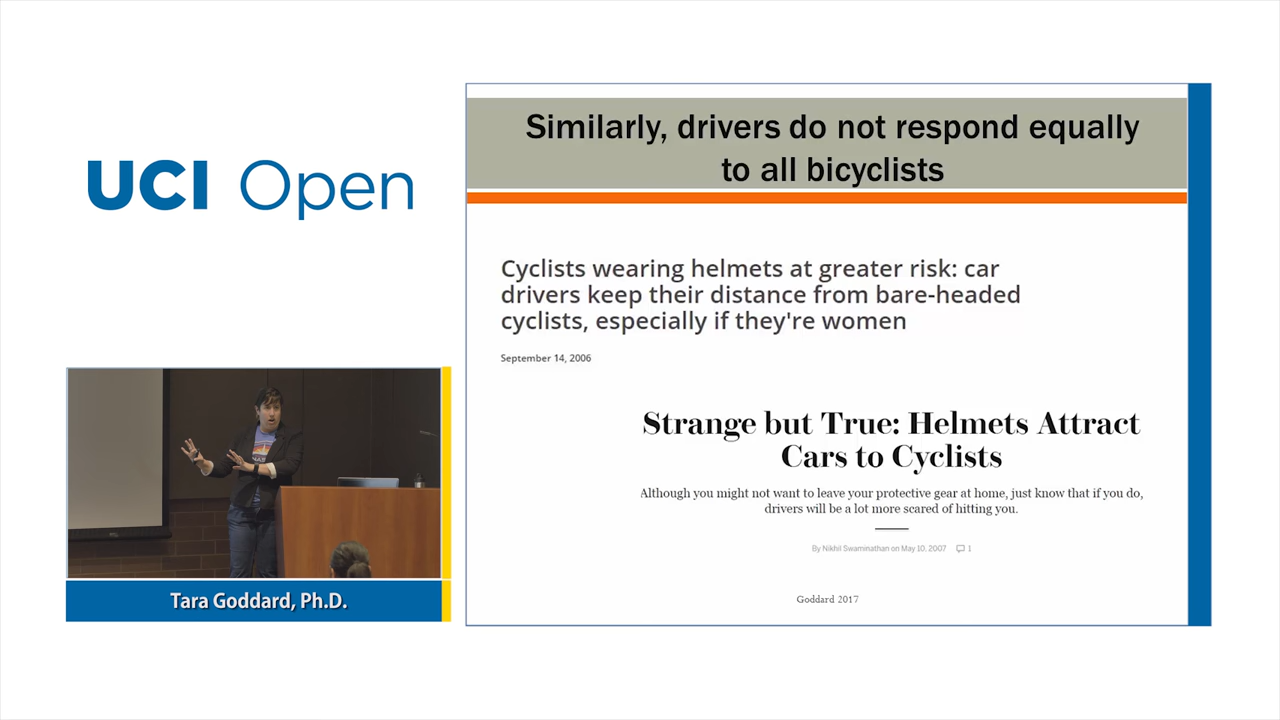 UCI Open
Similarly, drivers do not respond equally
to all bicyclists
Cyclists wearing helmets at greater risk: car
drivers keep their distance from bare-headed
cyclists, especially if they're women
September 14, 2006
Strange but True: Helmets Attract
Cars to Cyclists
Although you might not want to leave your protective gear at home, just know that if you do,
drivers will be a lot more scared of hitting you.
By Nikhil Swaminathan on May 10, 2007 1
Goddard 2017
Tara Goddard, Ph.D.